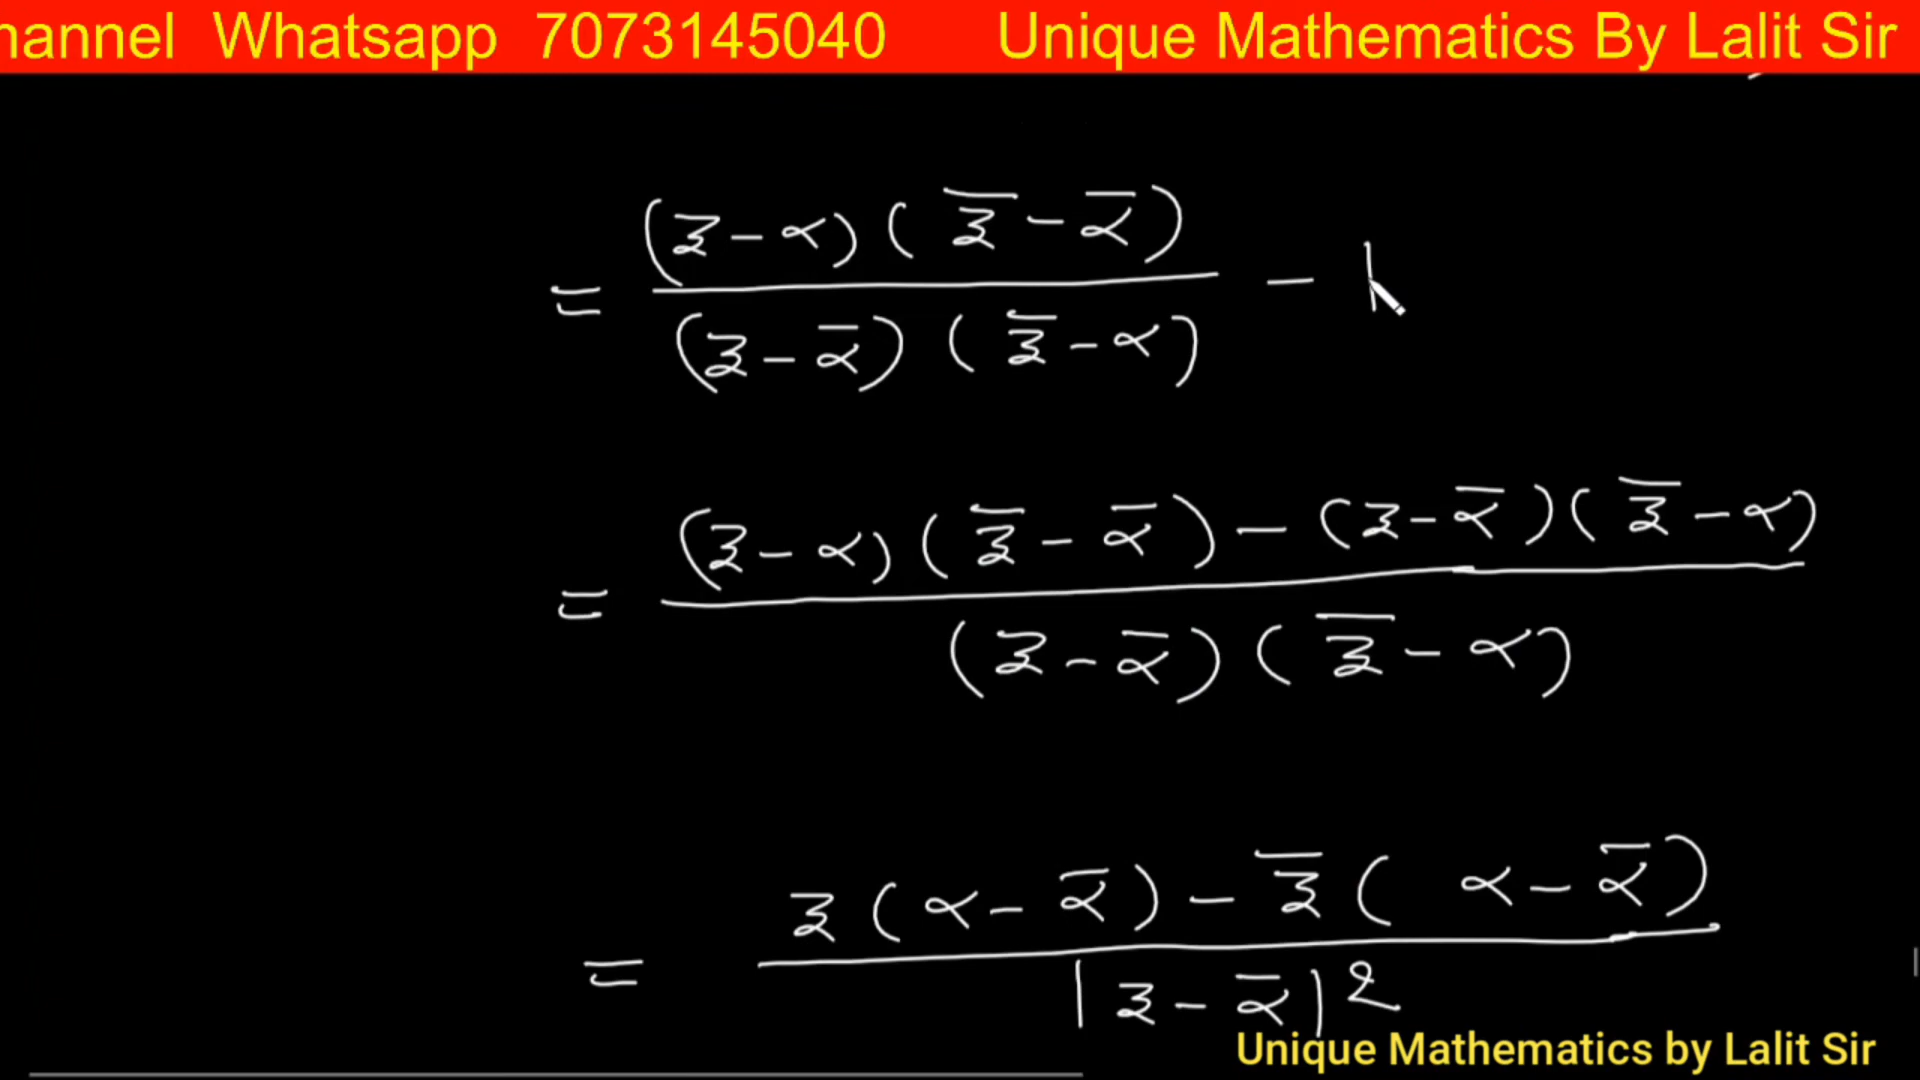 hannel Whatsapp 7073145040 Unique Mathematics By Lalit Sir
= (z - α) ( z̅ - α̅ ) / (z - α̅) ( z̅ - α) - 1
= (z - α) ( z̅ - α̅ ) - (z - α̅ ) ( z̅ - α) / (z - α̅ ) ( z̅ - α)
= z ( α - α̅ ) - z̅ ( α - α̅ ) / | z - α̅ |²
Unique Mathematics by Lalit Sir